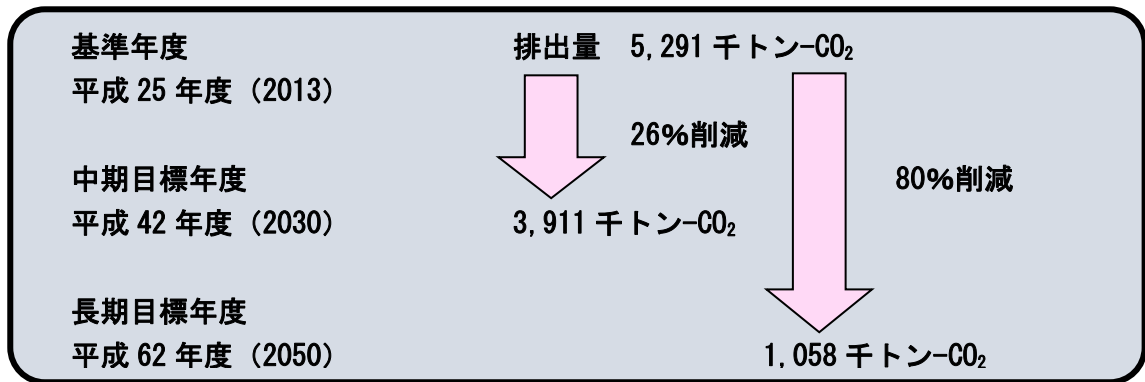 基準年度 排出量 5,291 千トン-CO₂
平成 25 年度（2013）
26%削減
中期目標年度 80%削減
平成 42 年度（2030） 3,911 千トン-CO₂
長期目標年度
平成 62 年度（2050） 1,058 千トン-CO₂